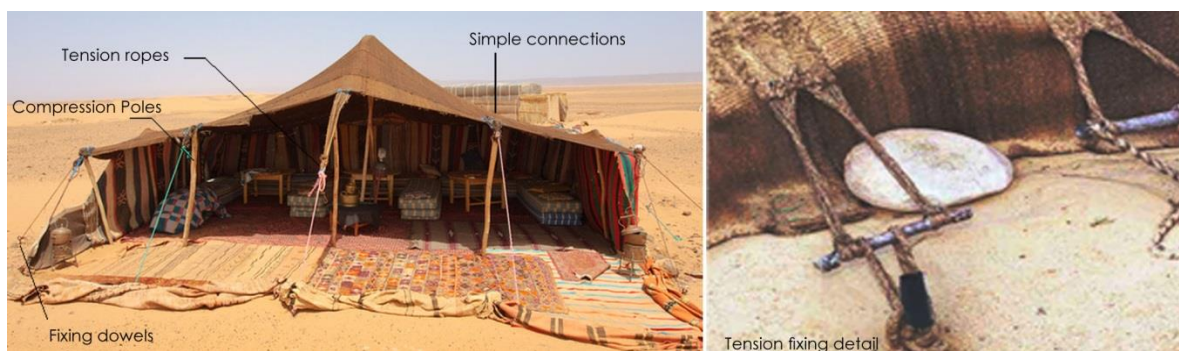 Tension ropes
Simple connections
Compression Poles
Fixing dowels
Tension fixing detail